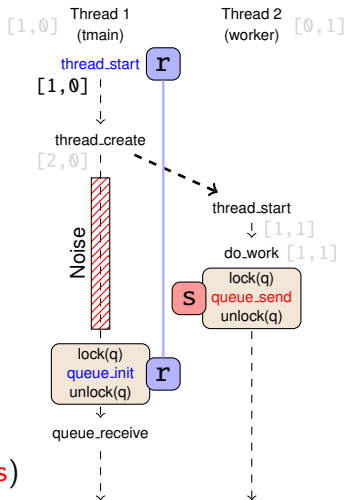 Thread 1
(tmain)
[1,0]
Thread 2
(worker)
[0,1]
thread_start
r
[1,0]
thread_create
[2,0]
thread_start
[1,1]
do_work [1,1]
Noise
lock(q)
queue_send
unlock(q)
s
lock(q)
queue_init
unlock(q)
r
queue_receive
s)